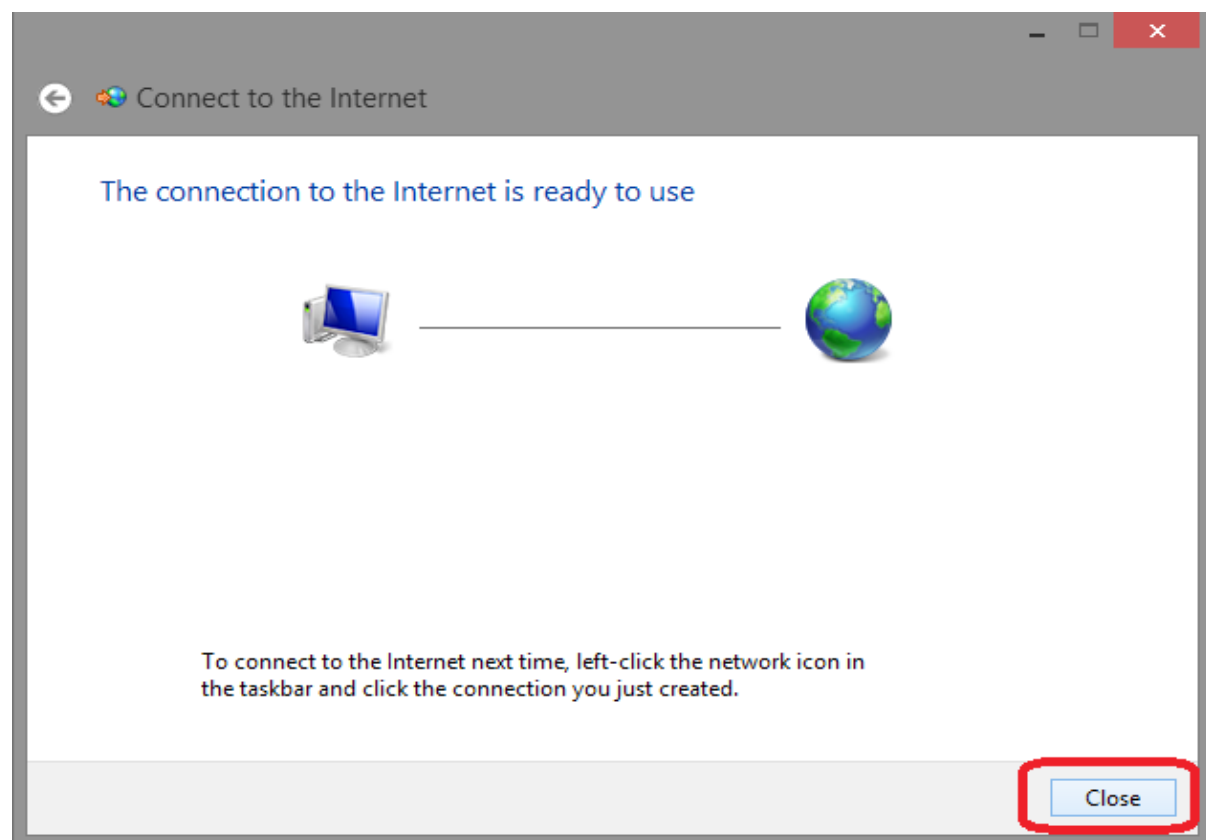 Connect to the Internet
The connection to the Internet is ready to use
To connect to the Internet next time, left-click the network icon in
the taskbar and click the connection you just created.
Close